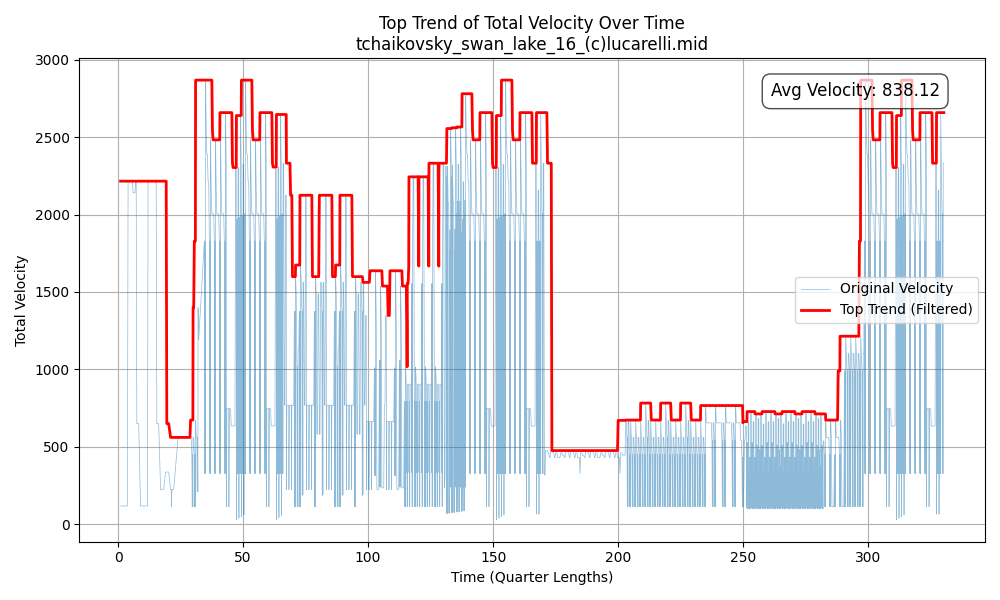 Top Trend of Total Velocity Over Time
tchaikovsky_swan_lake_16_(c)lucarelli.mid
Total Velocity
3000
2500
2000
1500
1000
500
0
Avg Velocity: 838.12
Original Velocity
Top Trend (Filtered)
0 50 100 150 200 250 300
Time (Quarter Lengths)